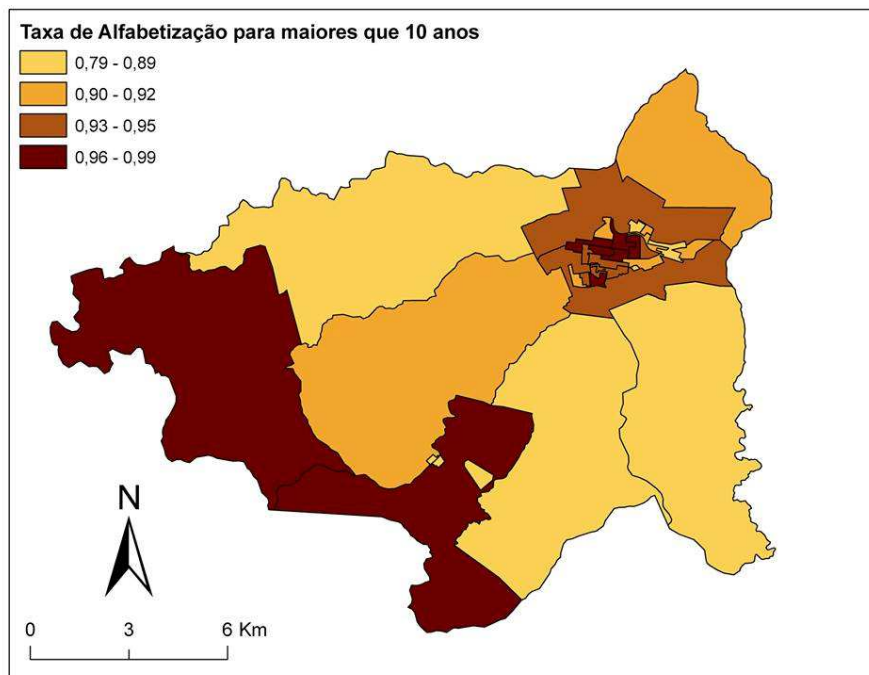 Taxa de Alfabetização para maiores que 10 anos
0,79 - 0,89
0,90 - 0,92
0,93 - 0,95
0,96 - 0,99
N
0 3 6 Km